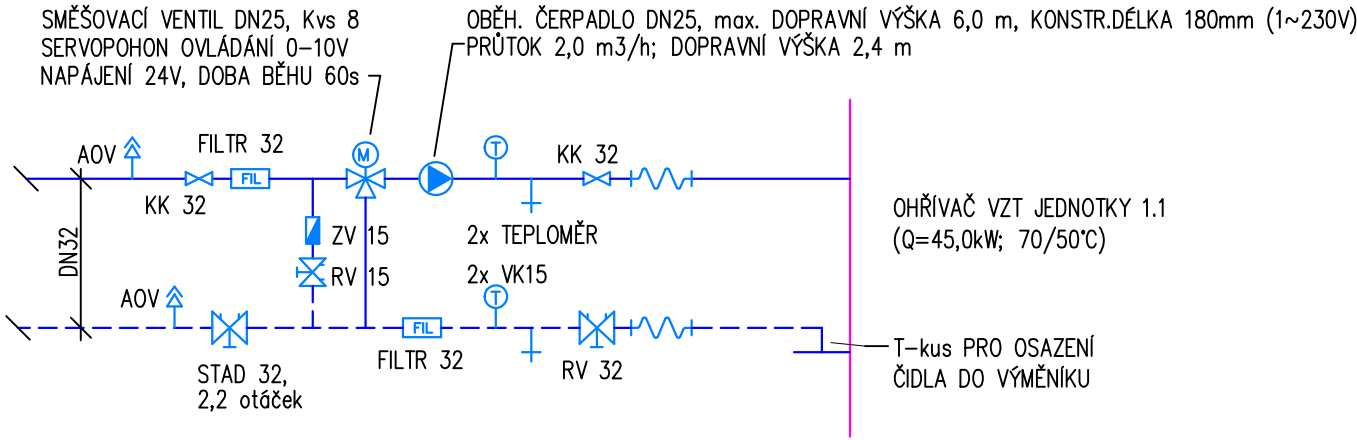 SMĚŠOVACÍ VENTIL DN25, Kvs 8
SERVOPOHON OVLÁDÁNÍ 0-10V
NAPÁJENÍ 24V, DOBA BĚHU 60s
OBĚH. ČERPADLO DN25, max. DOPRAVNÍ VÝŠKA 6,0 m, KONSTR.DÉLKA 180mm (1~230V)
PRŮTOK 2,0 m3/h; DOPRAVNÍ VÝŠKA 2,4 m
AOV
FILTR 32
M
T
KK 32
FIL
KK 32
OHŘÍVAČ VZT JEDNOTKY 1.1
(Q=45,0kW; 70/50°C)
DN32
ZV 15
2x TEPLOMĚR
RV 15
2x VK15
AOV
T
FIL
STAD 32,
2,2 otáček
FILTR 32
RV 32
T-kus PRO OSAZENÍ
ČIDLA DO VÝMĚNÍKU